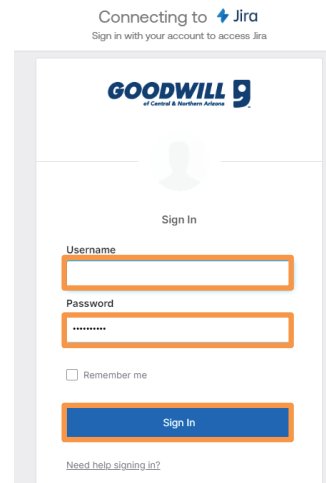 Connecting to Jira
Sign in with your account to access Jira
GOODWILL
of Central & Northern Arizona
Sign In
Username
Password
••••••••••
Remember me
Sign In
Need help signing in?